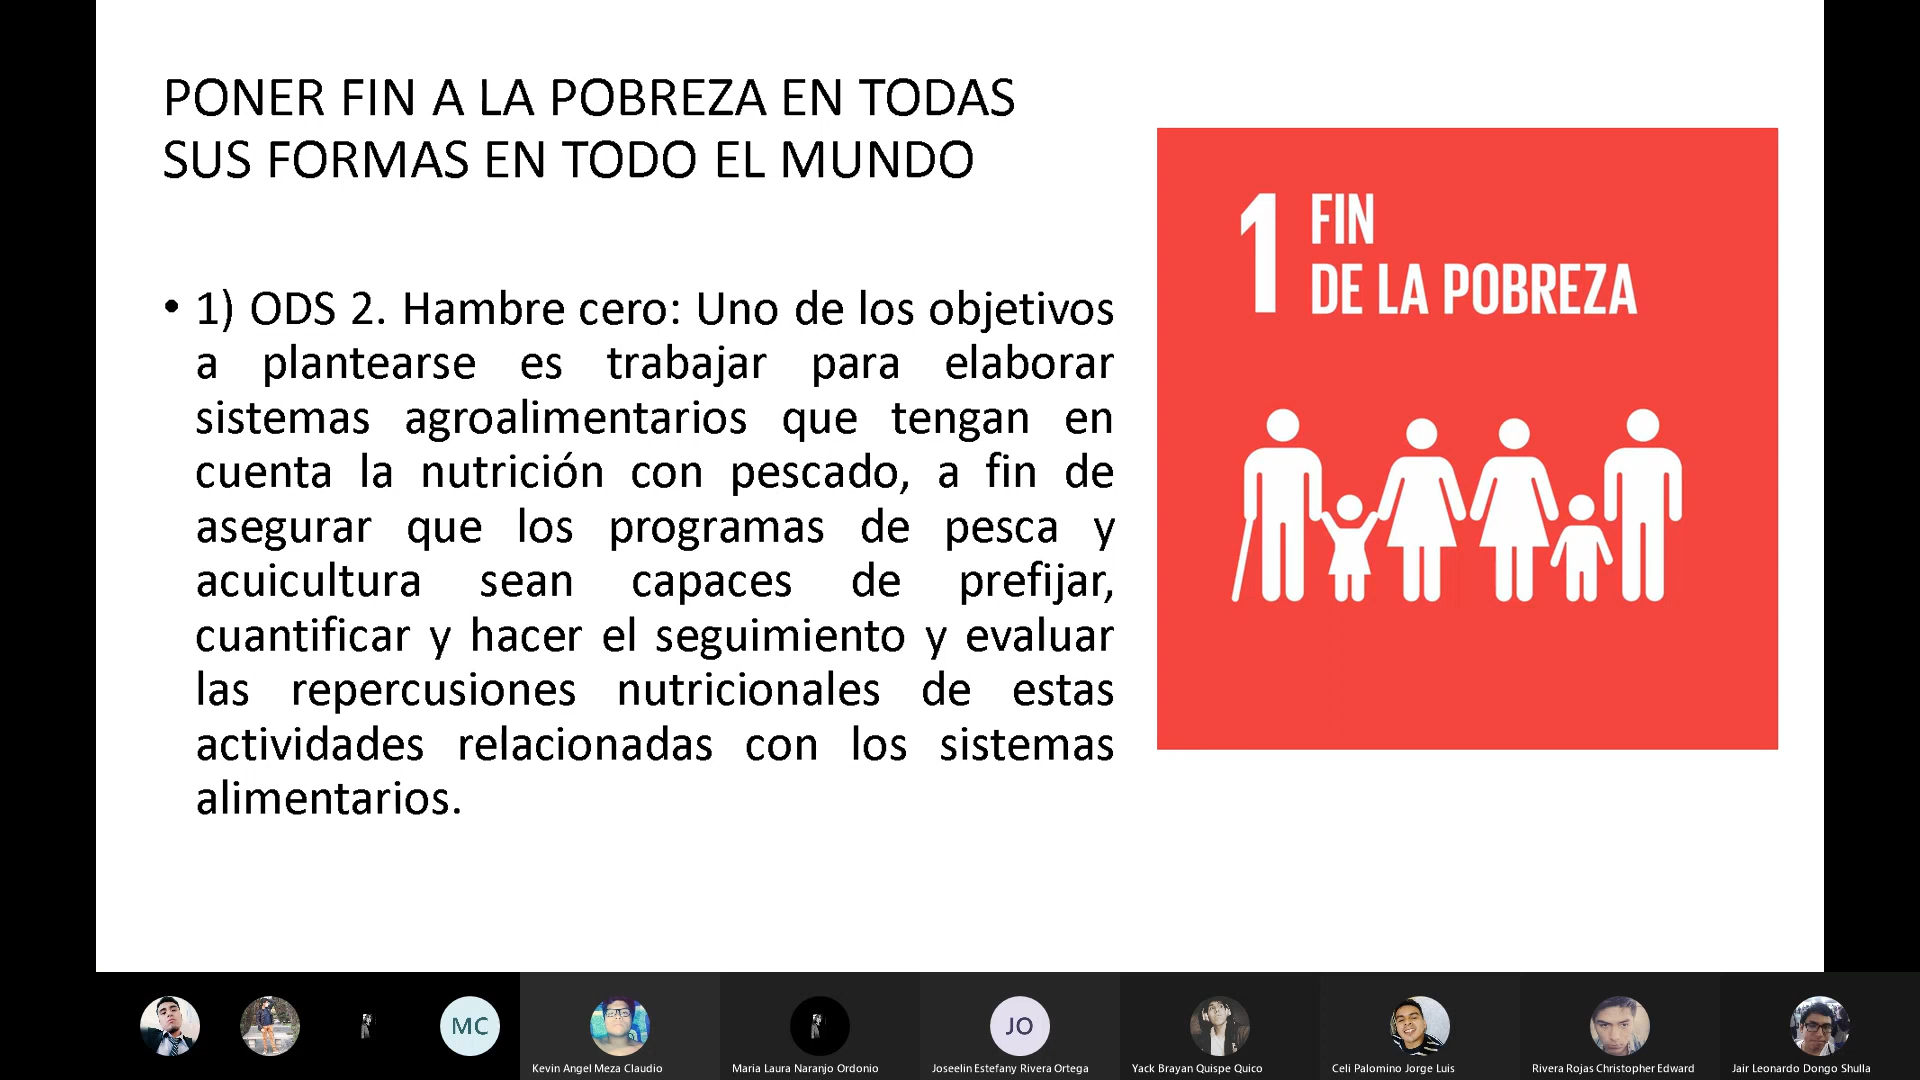 PONER FIN A LA POBREZA EN TODAS
SUS FORMAS EN TODO EL MUNDO
• 1) ODS 2. Hambre cero: Uno de los objetivos
a plantearse es trabajar para elaborar
sistemas agroalimentarios que tengan en
cuenta la nutrición con pescado, a fin de
asegurar que los programas de pesca y
acuicultura sean capaces de prefijar,
cuantificar y hacer el seguimiento y evaluar
las repercusiones nutricionales de estas
actividades relacionadas con los sistemas
alimentarios.
1 FIN
DE LA POBREZA
MC
JO
Kevin Angel Meza Claudio
Maria Laura Naranjo Ordonio
Joseelin Estefany Rivera Ortega
Yack Brayan Quispe Quico
Celi Palomino Jorge Luis
Rivera Rojas Christopher Edward
Jair Leonardo Dongo Shulla